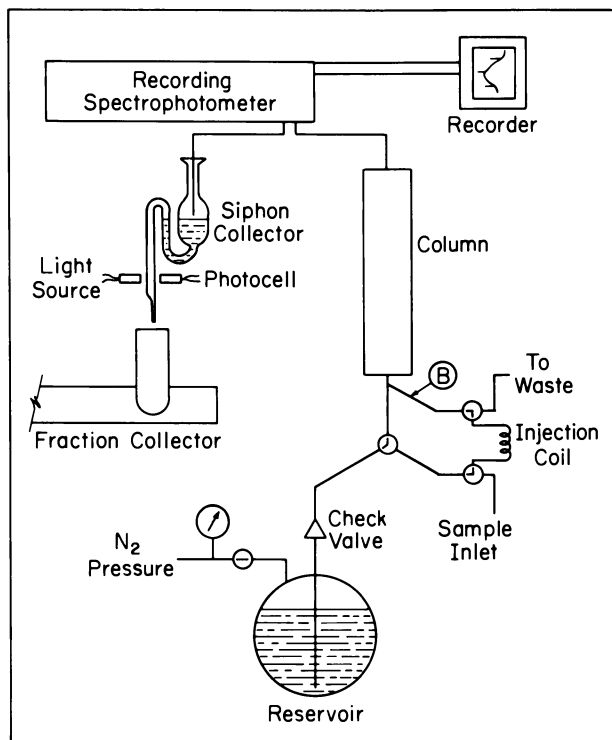 Recording
Spectrophotometer
Recorder
Siphon
Collector
Column
Light
Source
Photocell
B
To
Waste
Fraction Collector
Injection
Coil
Check
Valve
Sample
Inlet
N₂
Pressure
Reservoir